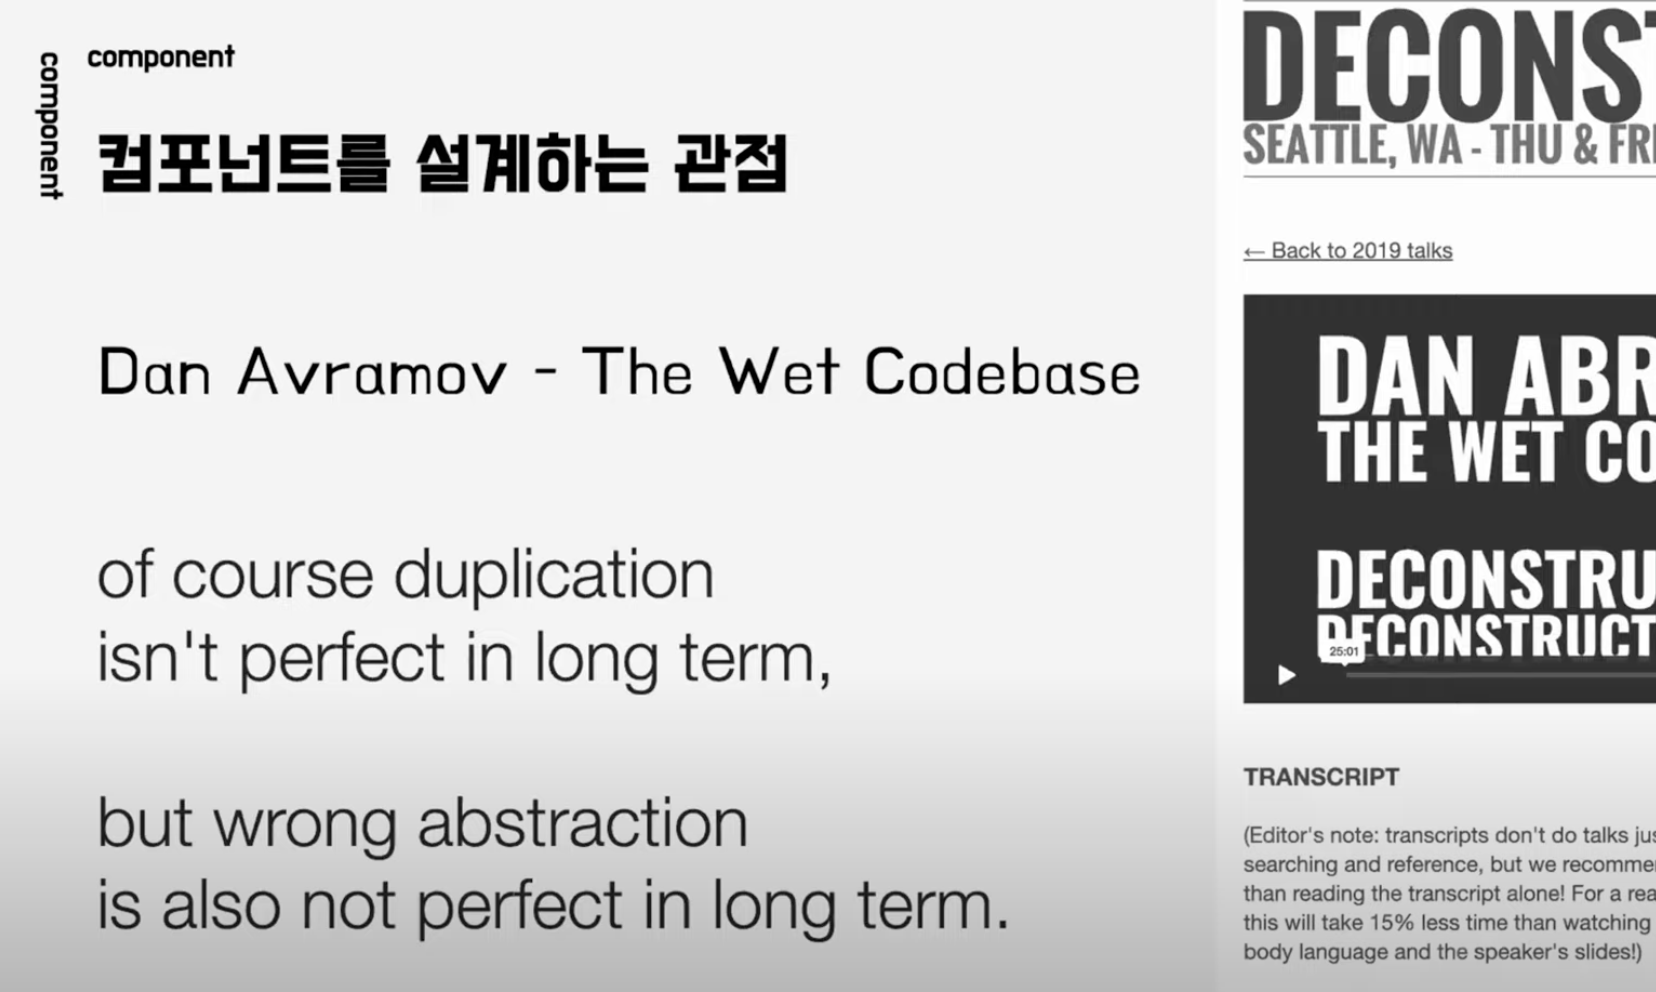 component
component
컴포넌트를 설계하는 관점
Dan Avramov - The Wet Codebase
of course duplication
isn't perfect in long term,
but wrong abstraction
is also not perfect in long term.
DECONST
SEATTLE, WA - THU & FRI
← Back to 2019 talks
DAN ABR
THE WET CO
DECONSTRU
DECONSTRUCT
25:01
TRANSCRIPT
(Editor's note: transcripts don't do talks jus
searching and reference, but we recomme
than reading the transcript alone! For a rea
this will take 15% less time than watching
body language and the speaker's slides!)